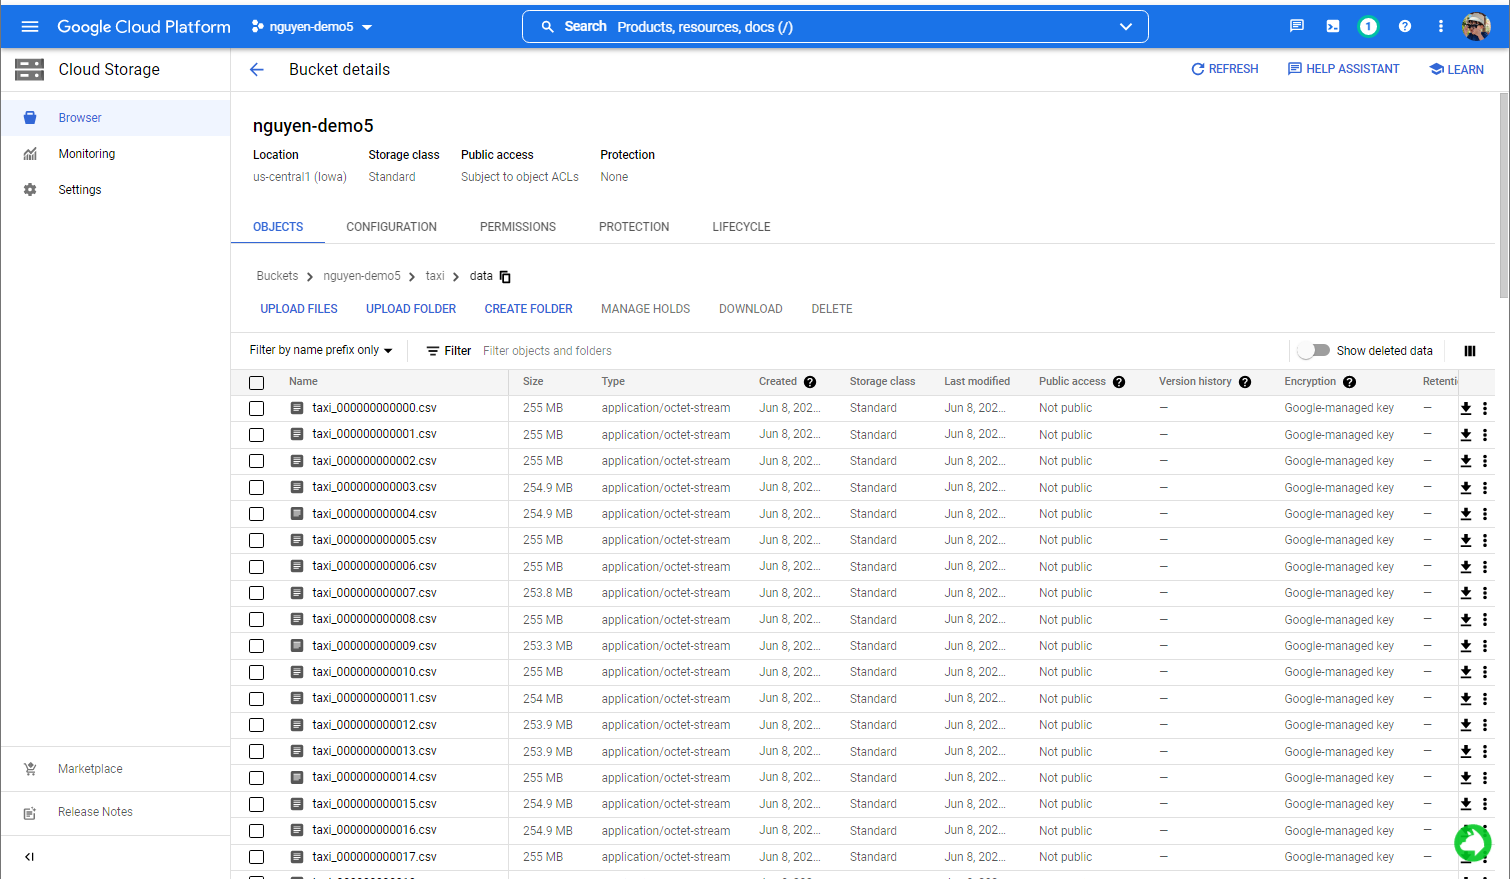 Google Cloud Platform nguyen-demo5 Search Products, resources, docs (/) 1
Cloud Storage Bucket details REFRESH HELP ASSISTANT LEARN
Browser
Monitoring
Settings
Marketplace
Release Notes
nguyen-demo5
Location Storage class Public access Protection
us-central1 (Iowa) Standard Subject to object ACLs None
OBJECTS CONFIGURATION PERMISSIONS PROTECTION LIFECYCLE
Buckets nguyen-demo5 taxi data
UPLOAD FILES UPLOAD FOLDER CREATE FOLDER MANAGE HOLDS DOWNLOAD DELETE
Filter by name prefix only Filter Filter objects and folders Show deleted data
Name Size Type Created Storage class Last modified Public access Version history Encryption Retenti
taxi_000000000000.csv 255 MB application/octet-stream Jun 8, 202... Standard Jun 8, 202... Not public — Google-managed key —
taxi_000000000001.csv 255 MB application/octet-stream Jun 8, 202... Standard Jun 8, 202... Not public — Google-managed key —
taxi_000000000002.csv 255 MB application/octet-stream Jun 8, 202... Standard Jun 8, 202... Not public — Google-managed key —
taxi_000000000003.csv 254.9 MB application/octet-stream Jun 8, 202... Standard Jun 8, 202... Not public — Google-managed key —
taxi_000000000004.csv 254.9 MB application/octet-stream Jun 8, 202... Standard Jun 8, 202... Not public — Google-managed key —
taxi_000000000005.csv 255 MB application/octet-stream Jun 8, 202... Standard Jun 8, 202... Not public — Google-managed key —
taxi_000000000006.csv 255 MB application/octet-stream Jun 8, 202... Standard Jun 8, 202... Not public — Google-managed key —
taxi_000000000007.csv 253.8 MB application/octet-stream Jun 8, 202... Standard Jun 8, 202... Not public — Google-managed key —
taxi_000000000008.csv 255 MB application/octet-stream Jun 8, 202... Standard Jun 8, 202... Not public — Google-managed key —
taxi_000000000009.csv 253.3 MB application/octet-stream Jun 8, 202... Standard Jun 8, 202... Not public — Google-managed key —
taxi_000000000010.csv 255 MB application/octet-stream Jun 8, 202... Standard Jun 8, 202... Not public — Google-managed key —
taxi_000000000011.csv 254 MB application/octet-stream Jun 8, 202... Standard Jun 8, 202... Not public — Google-managed key —
taxi_000000000012.csv 253.9 MB application/octet-stream Jun 8, 202... Standard Jun 8, 202... Not public — Google-managed key —
taxi_000000000013.csv 253.9 MB application/octet-stream Jun 8, 202... Standard Jun 8, 202... Not public — Google-managed key —
taxi_000000000014.csv 255 MB application/octet-stream Jun 8, 202... Standard Jun 8, 202... Not public — Google-managed key —
taxi_000000000015.csv 254.9 MB application/octet-stream Jun 8, 202... Standard Jun 8, 202... Not public — Google-managed key —
taxi_000000000016.csv 254.9 MB application/octet-stream Jun 8, 202... Standard Jun 8, 202... Not public — Google-managed key —
taxi_000000000017.csv 255 MB application/octet-stream Jun 8, 202... Standard Jun 8, 202... Not public — Google-managed key —